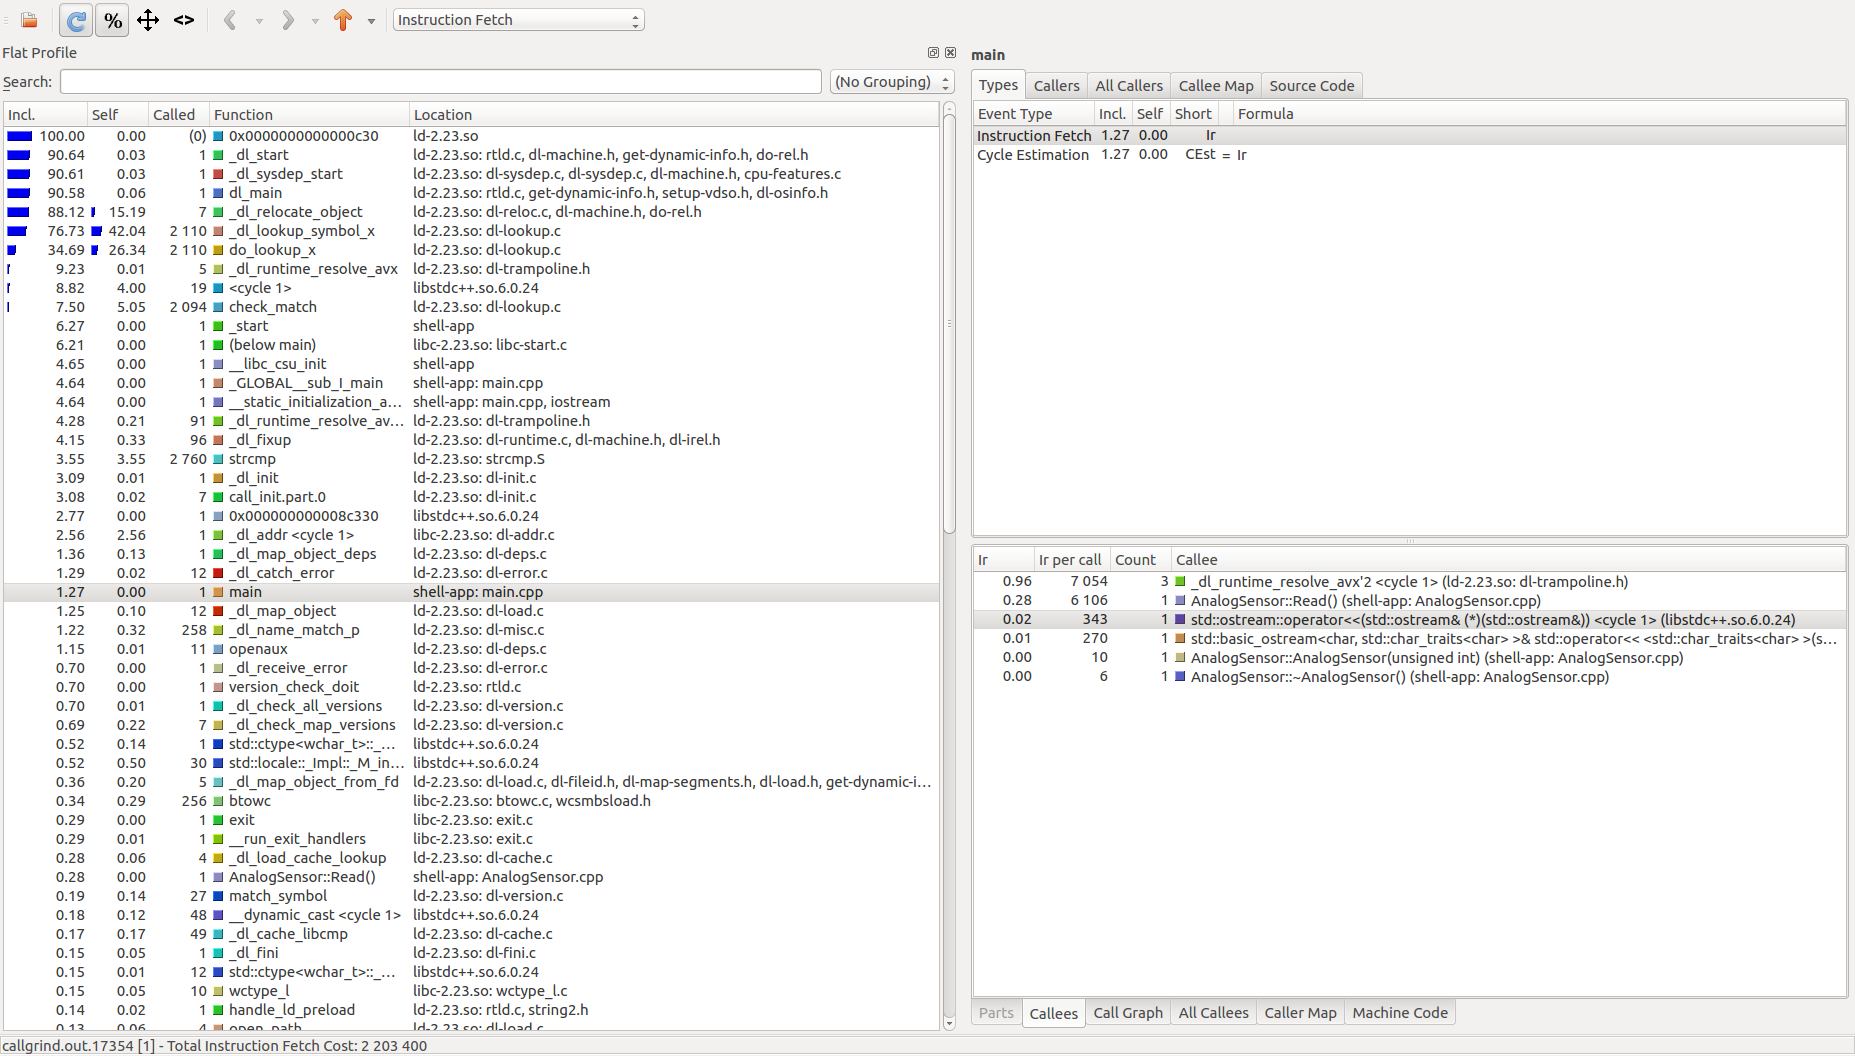 % <> Instruction Fetch
Flat Profile
Search: (No Grouping)
Incl. Self Called Function Location
100.00 0.00 (0) 0x0000000000000c30 ld-2.23.so
90.64 0.03 1 _dl_start ld-2.23.so: rtld.c, dl-machine.h, get-dynamic-info.h, do-rel.h
90.61 0.03 1 _dl_sysdep_start ld-2.23.so: dl-sysdep.c, dl-sysdep.c, dl-machine.h, cpu-features.c
90.58 0.06 1 dl_main ld-2.23.so: rtld.c, get-dynamic-info.h, setup-vdso.h, dl-osinfo.h
88.12 15.19 7 _dl_relocate_object ld-2.23.so: dl-reloc.c, dl-machine.h, do-rel.h
76.73 42.04 2 110 _dl_lookup_symbol_x ld-2.23.so: dl-lookup.c
34.69 26.34 2 110 do_lookup_x ld-2.23.so: dl-lookup.c
9.23 0.01 5 _dl_runtime_resolve_avx ld-2.23.so: dl-trampoline.h
8.82 4.00 19 <cycle 1> libstdc++.so.6.0.24
7.50 5.05 2 094 check_match ld-2.23.so: dl-lookup.c
6.27 0.00 1 _start shell-app
6.21 0.00 1 (below main) libc-2.23.so: libc-start.c
4.65 0.00 1 __libc_csu_init shell-app
4.64 0.00 1 _GLOBAL__sub_I_main shell-app: main.cpp
4.64 0.00 1 __static_initialization_a... shell-app: main.cpp, iostream
4.28 0.21 91 _dl_runtime_resolve_av... ld-2.23.so: dl-trampoline.h
4.15 0.33 96 _dl_fixup ld-2.23.so: dl-runtime.c, dl-machine.h, dl-irel.h
3.55 3.55 2 760 strcmp ld-2.23.so: strcmp.S
3.09 0.01 1 _dl_init ld-2.23.so: dl-init.c
3.08 0.02 7 call_init.part.0 ld-2.23.so: dl-init.c
2.77 0.00 1 0x000000000008c330 libstdc++.so.6.0.24
2.56 2.56 1 _dl_addr <cycle 1> libc-2.23.so: dl-addr.c
1.36 0.13 1 _dl_map_object_deps ld-2.23.so: dl-deps.c
1.29 0.02 12 _dl_catch_error ld-2.23.so: dl-error.c
1.27 0.00 1 main shell-app: main.cpp
1.25 0.10 12 _dl_map_object ld-2.23.so: dl-load.c
1.22 0.32 258 _dl_name_match_p ld-2.23.so: dl-misc.c
1.15 0.01 11 openaux ld-2.23.so: dl-deps.c
0.70 0.00 1 _dl_receive_error ld-2.23.so: dl-error.c
0.70 0.00 1 version_check_doit ld-2.23.so: rtld.c
0.70 0.01 1 _dl_check_all_versions ld-2.23.so: dl-version.c
0.69 0.22 7 _dl_check_map_versions ld-2.23.so: dl-version.c
0.52 0.14 1 std::ctype<wchar_t>::_... libstdc++.so.6.0.24
0.52 0.50 30 std::locale::_Impl::_M_in... libstdc++.so.6.0.24
0.36 0.20 5 _dl_map_object_from_fd ld-2.23.so: dl-load.c, dl-fileid.h, dl-map-segments.h, dl-load.h, get-dynamic-i...
0.34 0.29 256 btowc libc-2.23.so: btowc.c, wcsmbsload.h
0.29 0.00 1 exit libc-2.23.so: exit.c
0.29 0.01 1 __run_exit_handlers libc-2.23.so: exit.c
0.28 0.06 4 _dl_load_cache_lookup ld-2.23.so: dl-cache.c
0.28 0.00 1 AnalogSensor::Read() shell-app: AnalogSensor.cpp
0.19 0.14 27 match_symbol ld-2.23.so: dl-version.c
0.18 0.12 48 __dynamic_cast <cycle 1> libstdc++.so.6.0.24
0.17 0.17 49 _dl_cache_libcmp ld-2.23.so: dl-cache.c
0.15 0.05 1 _dl_fini ld-2.23.so: dl-fini.c
0.15 0.01 12 std::ctype<wchar_t>::_... libstdc++.so.6.0.24
0.15 0.05 10 wctype_l libc-2.23.so: wctype_l.c
0.14 0.02 1 handle_ld_preload ld-2.23.so: rtld.c, string2.h
0.13 0.06 4 open_path ld-2.23.so: dl-load.c
main
Types Callers All Callers Callee Map Source Code
Event Type Incl. Self Short Formula
Instruction Fetch 1.27 0.00 Ir
Cycle Estimation 1.27 0.00 CEst = Ir
Ir Ir per call Count Callee
0.96 7 054 3 _dl_runtime_resolve_avx'2 <cycle 1> (ld-2.23.so: dl-trampoline.h)
0.28 6 106 1 AnalogSensor::Read() (shell-app: AnalogSensor.cpp)
0.02 343 1 std::ostream::operator<<(std::ostream& (*)(std::ostream&)) <cycle 1> (libstdc++.so.6.0.24)
0.01 270 1 std::basic_ostream<char, std::char_traits<char> >& std::operator<< <std::char_traits<char> >(s...
0.00 10 1 AnalogSensor::AnalogSensor(unsigned int) (shell-app: AnalogSensor.cpp)
0.00 6 1 AnalogSensor::~AnalogSensor() (shell-app: AnalogSensor.cpp)
Parts Callees Call Graph All Callees Caller Map Machine Code
callgrind.out.17354 [1] - Total Instruction Fetch Cost: 2 203 400